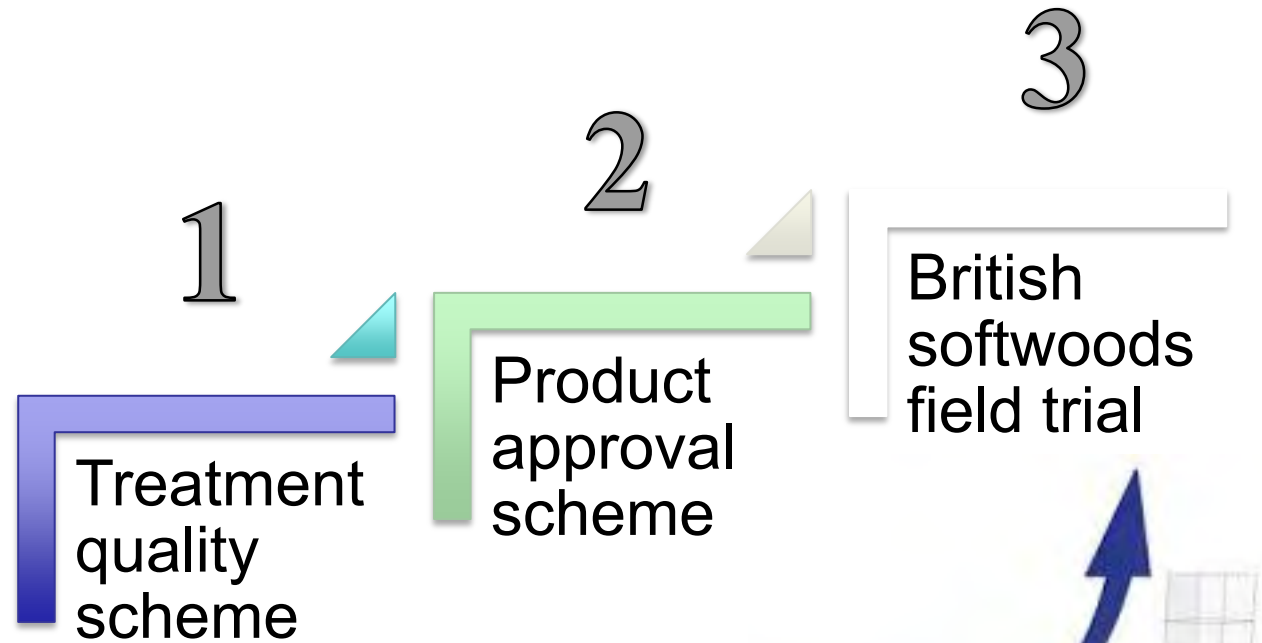 1
Treatment
quality
scheme
2
Product
approval
scheme
3
British
softwoods
field trial